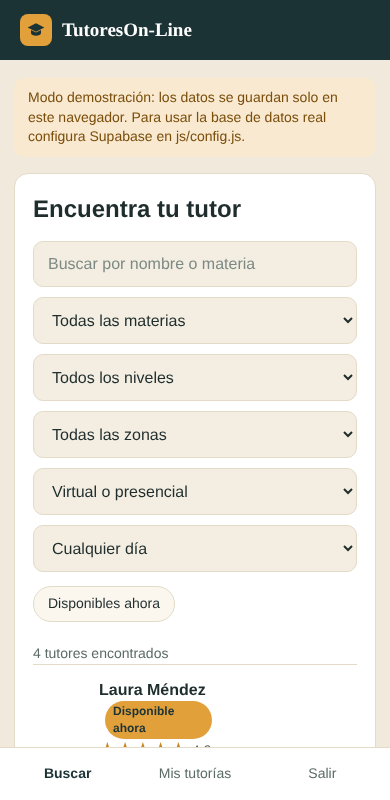 TutoresOn-Line
Modo demostración: los datos se guardan solo en
este navegador. Para usar la base de datos real
configura Supabase en js/config.js.
Encuentra tu tutor
Buscar por nombre o materia
Todas las materias
Todos los niveles
Todas las zonas
Virtual o presencial
Cualquier día
Disponibles ahora
4 tutores encontrados
Laura Méndez
Disponible
ahora
Buscar
Mis tutorías
Salir